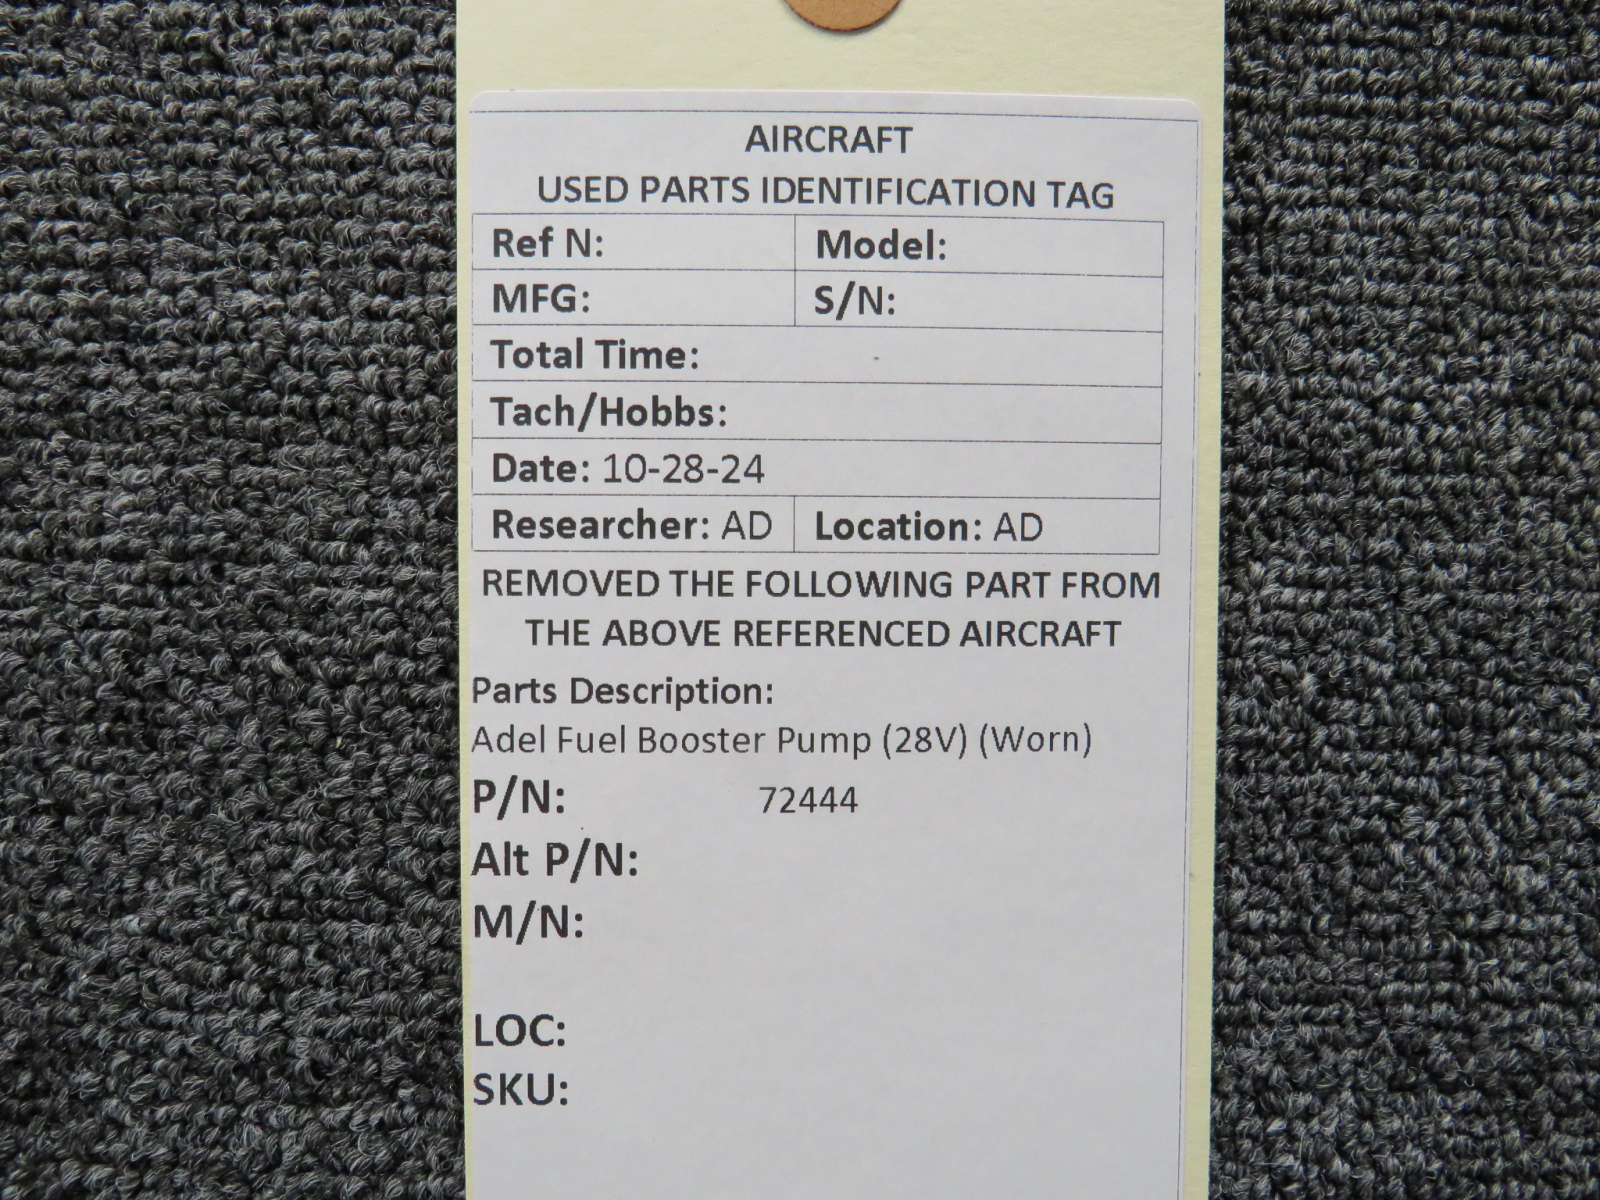 AIRCRAFT
USED PARTS IDENTIFICATION TAG
Ref N: Model:
MFG: S/N:
Total Time:
Tach/Hobbs:
Date: 10-28-24
Researcher: AD Location: AD
REMOVED THE FOLLOWING PART FROM
THE ABOVE REFERENCED AIRCRAFT
Parts Description:
Adel Fuel Booster Pump (28V) (Worn)
P/N: 72444
Alt P/N:
M/N:
LOC:
SKU: